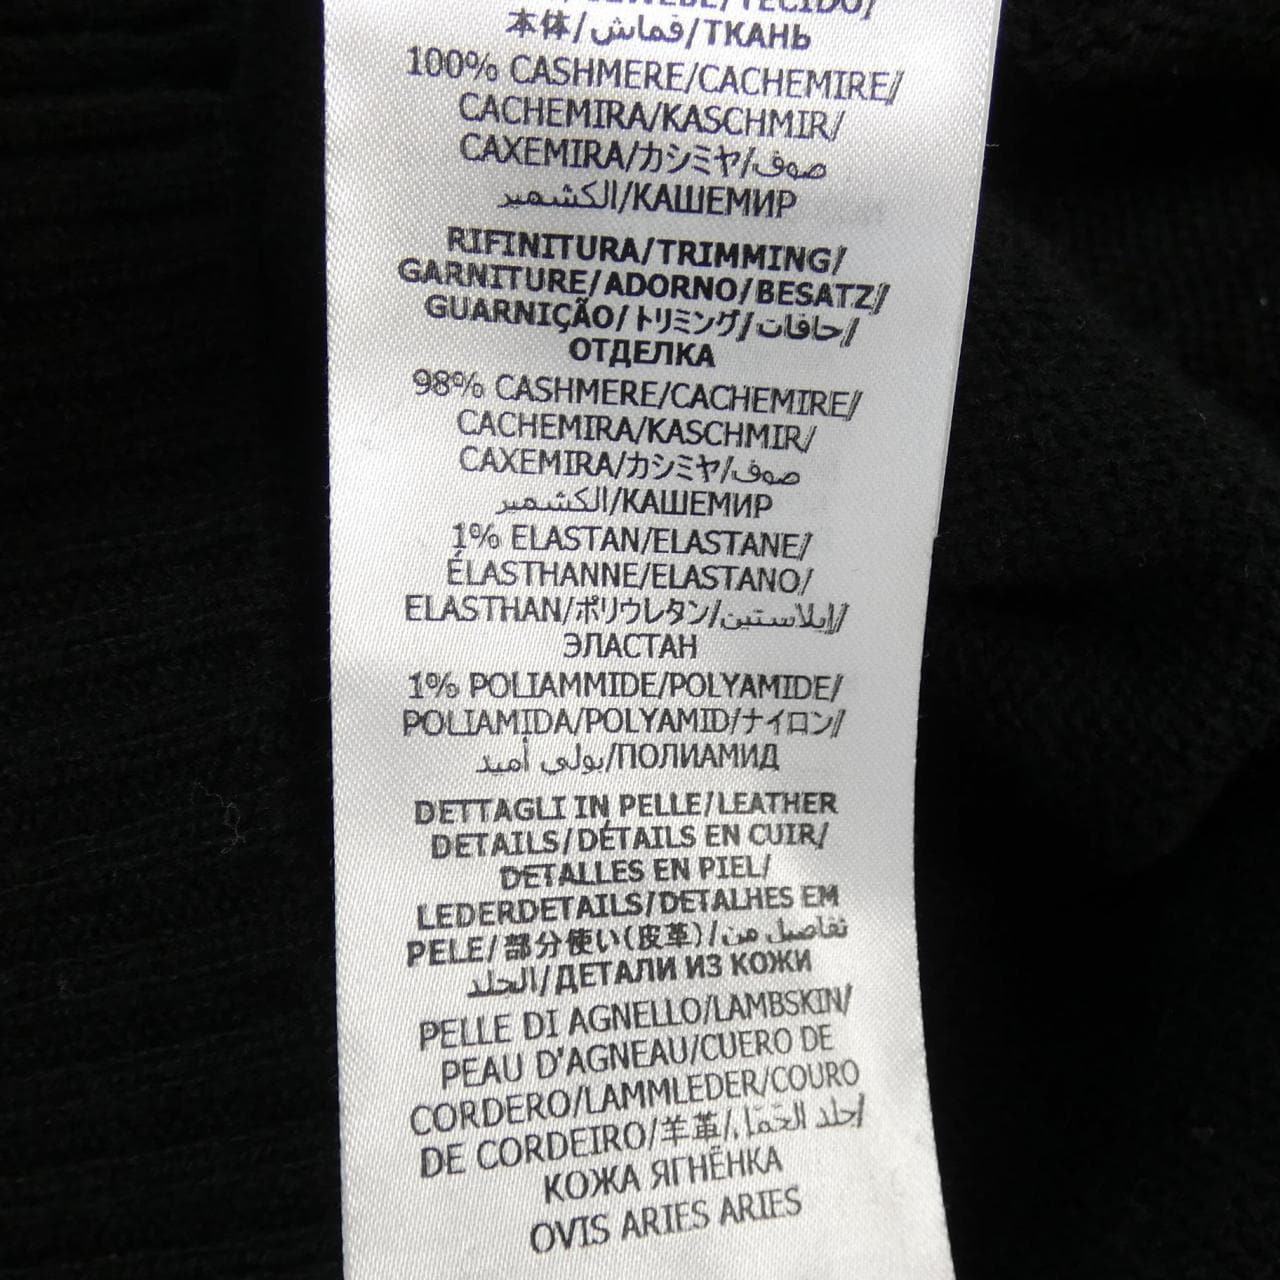 GEWEBE/TECIDO/
本体/قماش/ТКАНЬ
100% CASHMERE/CACHEMIRE/
CACHEMIRA/KASCHMIR/
CAXEMIRA/カシミヤ/صوف
الكشمير/КАШЕМИР
RIFINITURA/TRIMMING/
GARNITURE/ADORNO/BESATZ/
GUARNIÇÃO/トリミング/حافات/
ОТДЕЛКА
98% CASHMERE/CACHEMIRE/
CACHEMIRA/KASCHMIR/
CAXEMIRA/カシミヤ/صوف
الكشمير/КАШЕМИР
1% ELASTAN/ELASTANE/
ÉLASTHANNE/ELASTANO/
ELASTHAN/ポリウレタン/إيلاستين/
ЭЛАСТАН
1% POLIAMMIDE/POLYAMIDE/
POLIAMIDA/POLYAMID/ナイロン/
بولي أميد/ПОЛИАМИД
DETTAGLI IN PELLE/LEATHER
DETAILS/DÉTAILS EN CUIR/
DETALLES EN PIEL/
LEDERDETAILS/DETALHES EM
PELE/部分使い(皮革)/تفاصيل من
الجلد/ДЕТАЛИ ИЗ КОЖИ
PELLE DI AGNELLO/LAMBSKIN/
PEAU D'AGNEAU/CUERO DE
CORDERO/LAMMLEDER/COURO
DE CORDEIRO/羊革/جلد/
КОЖА ЯГНЁНКА
OVIS ARIES ARIES